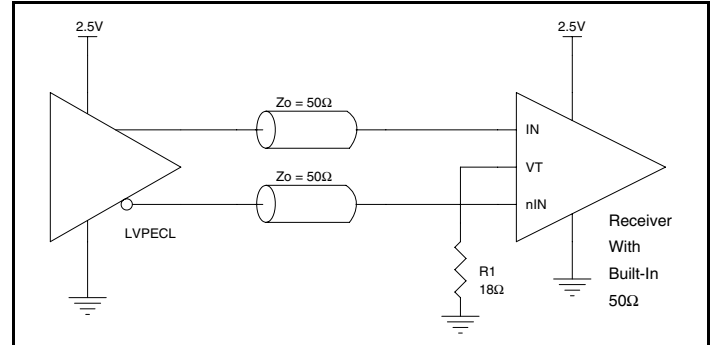 2.5V
2.5V
Zo = 50Ω
IN
VT
Zo = 50Ω
nIN
LVPECL
R1
18Ω
Receiver
With
Built-In
50Ω